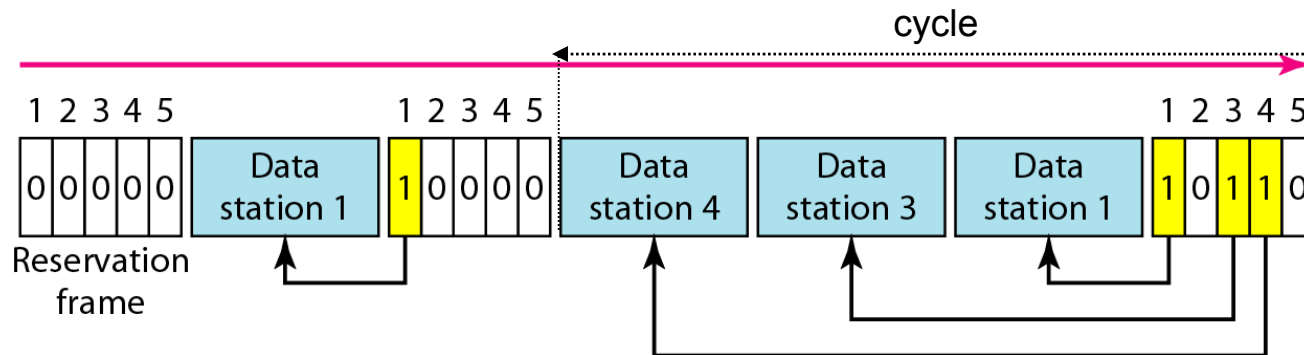 cycle
1 2 3 4 5
1 2 3 4 5
1 2 3 4 5
0 0 0 0 0
Data
station 1
1 0 0 0 0
Data
station 4
Data
station 3
Data
station 1
1 0 1 1 0
Reservation
frame